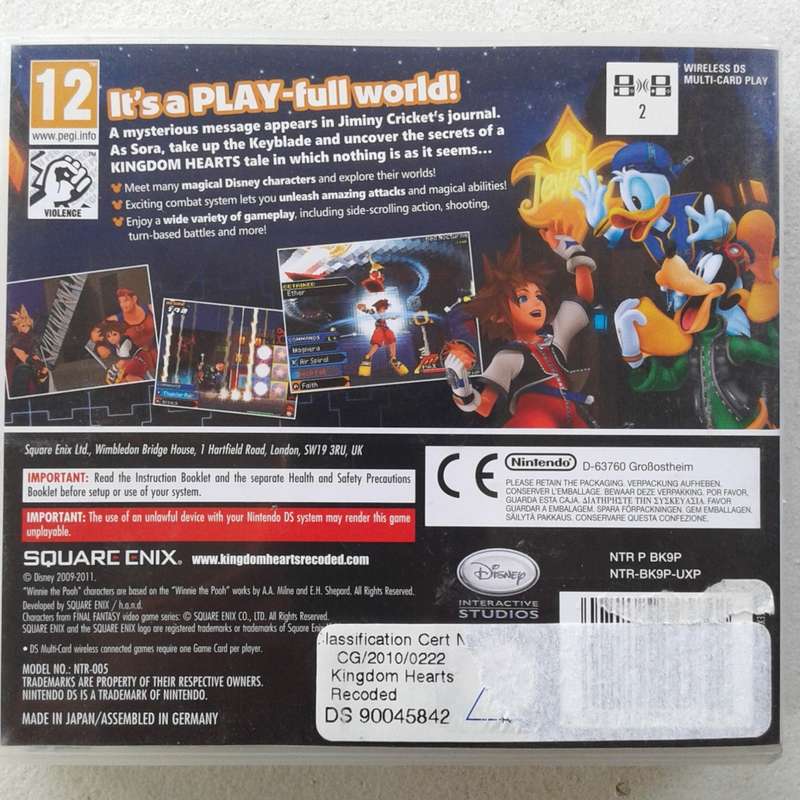 12
www.pegi.info
VIOLENCE
It's a PLAY-full world!
A mysterious message appears in Jiminy Cricket's journal.
As Sora, take up the Keyblade and uncover the secrets of a
KINGDOM HEARTS tale in which nothing is as it seems...
Meet many magical Disney characters and explore their worlds!
Exciting combat system lets you unleash amazing attacks and magical abilities!
Enjoy a wide variety of gameplay, including side-scrolling action, shooting,
turn-based battles and more!
WIRELESS DS
MULTI-CARD PLAY
2
OBTAINED
Ether
COMMANDS
Magnera
Air Spiral
Faith
Square Enix Ltd., Wimbledon Bridge House, 1 Hartfield Road, London, SW19 3RU, UK
IMPORTANT: Read the Instruction Booklet and the separate Health and Safety Precautions
Booklet before setup or use of your system.
IMPORTANT: The use of an unlawful device with your Nintendo DS system may render this game
unplayable.
SQUARE ENIX. www.kingdomheartsrecoded.com
© Disney 2009-2011.
"Winnie the Pooh" characters are based on the "Winnie the Pooh" works by A.A. Milne and E.H. Shepard. All Rights Reserved.
Developed by SQUARE ENIX / h.a.n.d.
Characters from FINAL FANTASY video game series: © SQUARE ENIX CO., LTD. All Rights Reserved.
SQUARE ENIX and the SQUARE ENIX logo are registered trademarks or trademarks of Square
• DS Multi-Card wireless connected games require one Game Card per player.
MODEL NO.: NTR-005
TRADEMARKS ARE PROPERTY OF THEIR RESPECTIVE OWNERS.
NINTENDO DS IS A TRADEMARK OF NINTENDO.
MADE IN JAPAN/ASSEMBLED IN GERMANY
CE Nintendo D-63760 Großostheim
PLEASE RETAIN THE PACKAGING. VERPACKUNG AUFHEBEN.
CONSERVER L'EMBALLAGE. BEWAAR DEZE VERPAKKING. POR FAVOR,
GUARDA ESTA CAJA. ΔΙΑΤΗΡΗΣΤΕ ΤΗΝ ΣΥΣΚΕΥΑΣΙΑ. FAVOR
GUARDAR A EMBALAGEM. SPARA FÖRPACKNINGEN. GEM EMBALLAGEN.
SÄILYTÄ PAKKAUS. CONSERVARE QUESTA CONFEZIONE.
Disney
INTERACTIVE
STUDIOS
NTR P BK9P
NTR-BK9P-UXP
lassification Cert N
CG/2010/0222
Kingdom Hearts
Recoded
DS 90045842